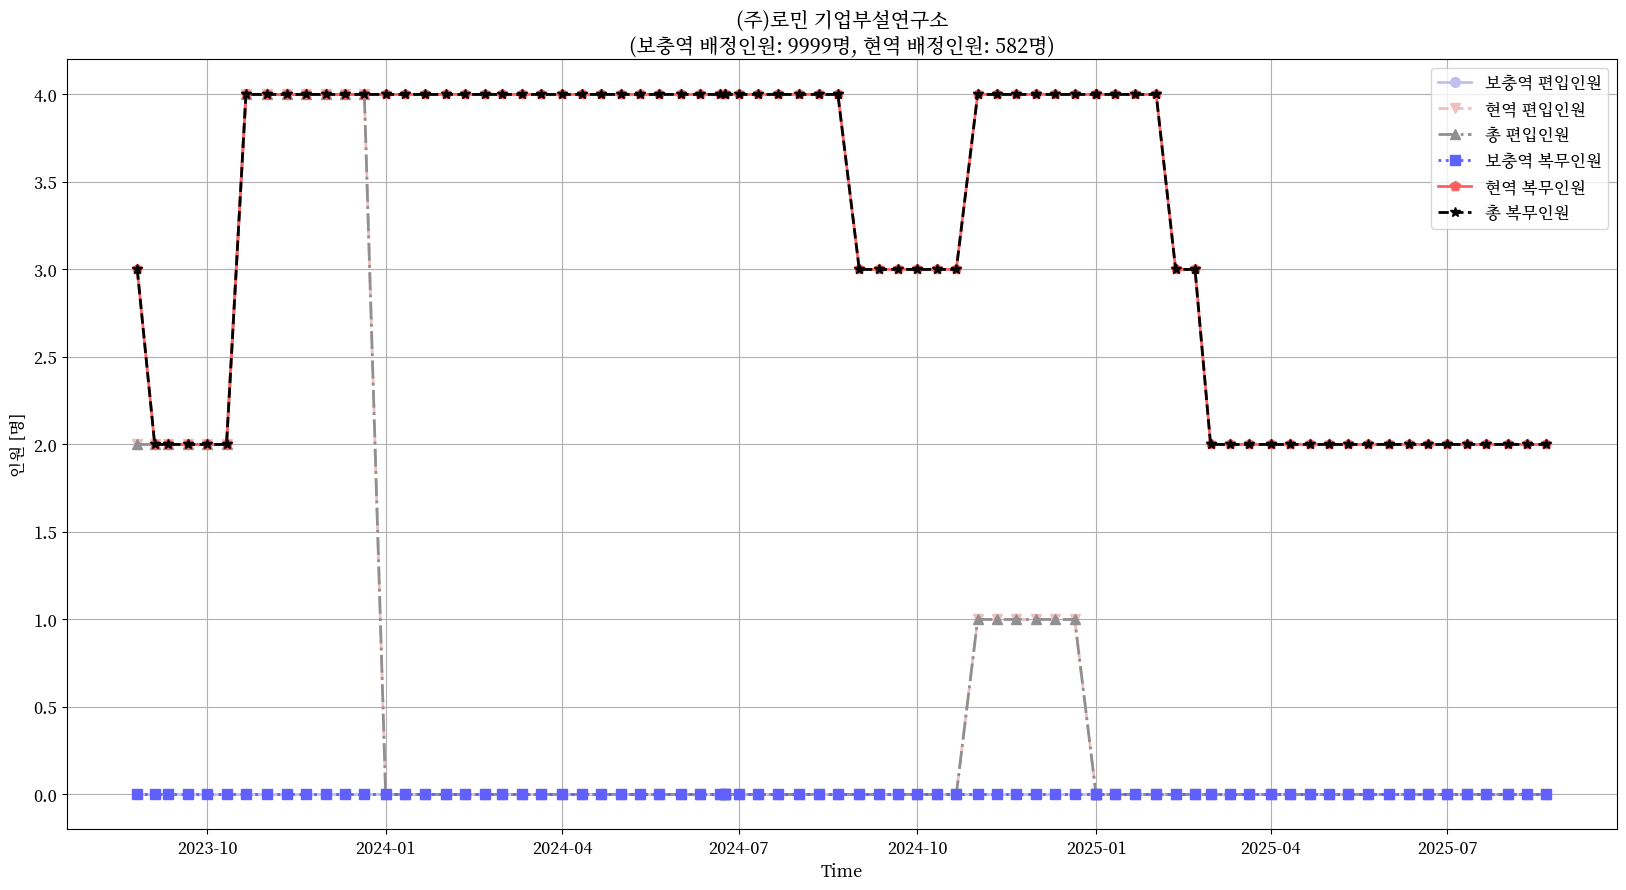 (주)로민 기업부설연구소
(보충역 배정인원: 9999명, 현역 배정인원: 582명)
보충역 편입인원
현역 편입인원
총 편입인원
보충역 복무인원
현역 복무인원
총 복무인원
인원 [명]
4.0
3.5
3.0
2.5
2.0
1.5
1.0
0.5
0.0
2023-10
2024-01
2024-04
2024-07
2024-10
2025-01
2025-04
2025-07
Time